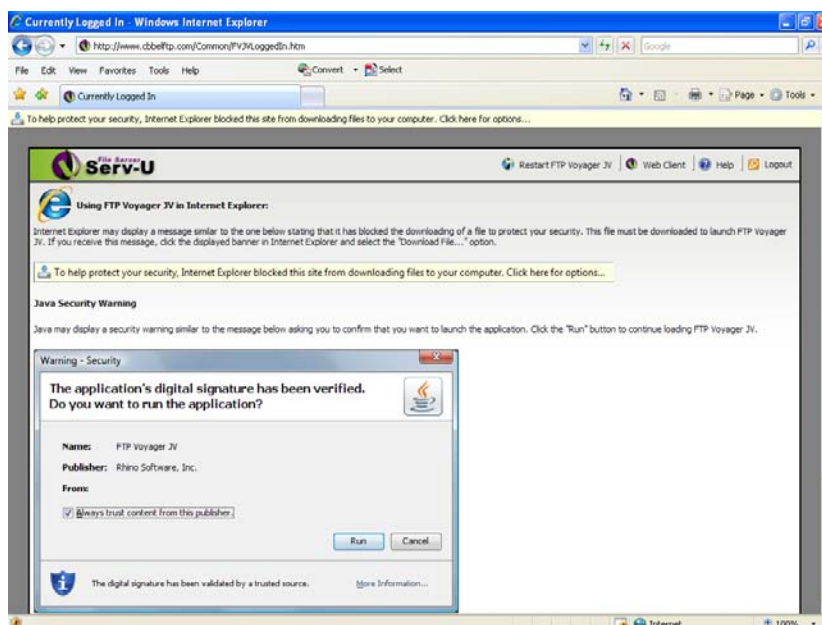 Currently Logged In - Windows Internet Explorer
http://www.cbbelftp.com/Common/FVJVLoggedIn.htm
Google
File Edit View Favorites Tools Help
Convert Select
Currently Logged In
Page Tools
To help protect your security, Internet Explorer blocked this site from downloading files to your computer. Click here for options...
File Server
Serv-U
Restart FTP Voyager JV Web Client Help Logout
Using FTP Voyager JV in Internet Explorer:
Internet Explorer may display a message similar to the one below stating that it has blocked the downloading of a file to protect your security. This file must be downloaded to launch FTP Voyager
JV. If you receive this message, click the displayed banner in Internet Explorer and select the "Download File..." option.
To help protect your security, Internet Explorer blocked this site from downloading files to your computer. Click here for options...
Java Security Warning
Java may display a security warning similar to the message below asking you to confirm that you want to launch the application. Click the "Run" button to continue loading FTP Voyager JV.
Warning - Security
The application's digital signature has been verified.
Do you want to run the application?
Name: FTP Voyager JV
Publisher: Rhino Software, Inc.
From:
Always trust content from this publisher.
Run Cancel
The digital signature has been validated by a trusted source. More Information...
Internet 100%